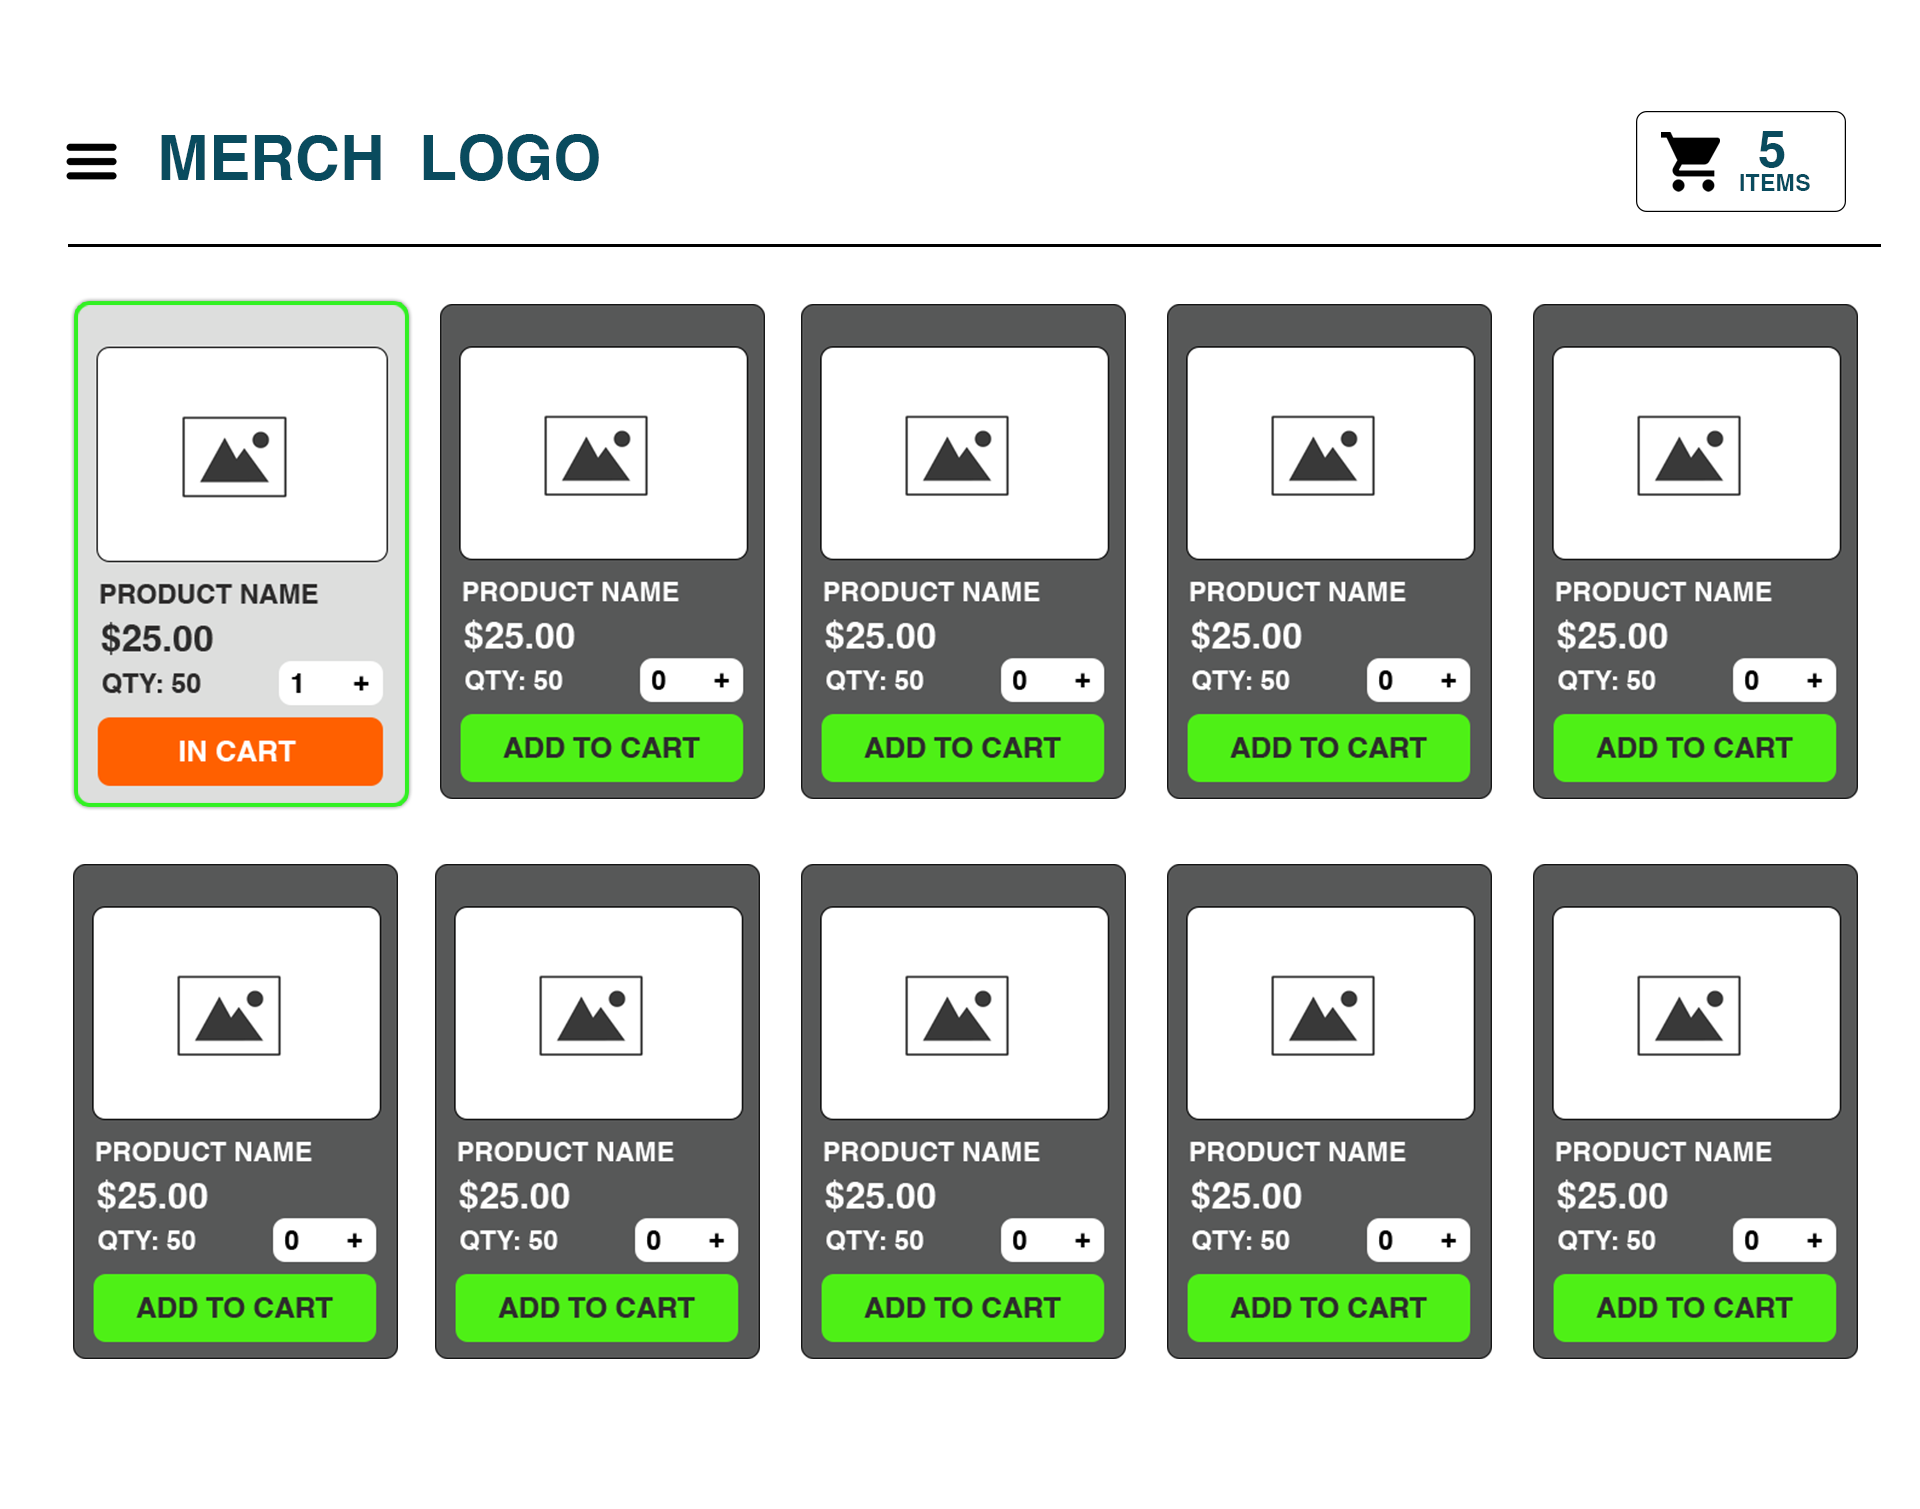 MERCH LOGO
5
ITEMS
PRODUCT NAME
$25.00
QTY: 50 1 +
IN CART
PRODUCT NAME
$25.00
QTY: 50 0 +
ADD TO CART
PRODUCT NAME
$25.00
QTY: 50 0 +
ADD TO CART
PRODUCT NAME
$25.00
QTY: 50 0 +
ADD TO CART
PRODUCT NAME
$25.00
QTY: 50 0 +
ADD TO CART
PRODUCT NAME
$25.00
QTY: 50 0 +
ADD TO CART
PRODUCT NAME
$25.00
QTY: 50 0 +
ADD TO CART
PRODUCT NAME
$25.00
QTY: 50 0 +
ADD TO CART
PRODUCT NAME
$25.00
QTY: 50 0 +
ADD TO CART
PRODUCT NAME
$25.00
QTY: 50 0 +
ADD TO CART